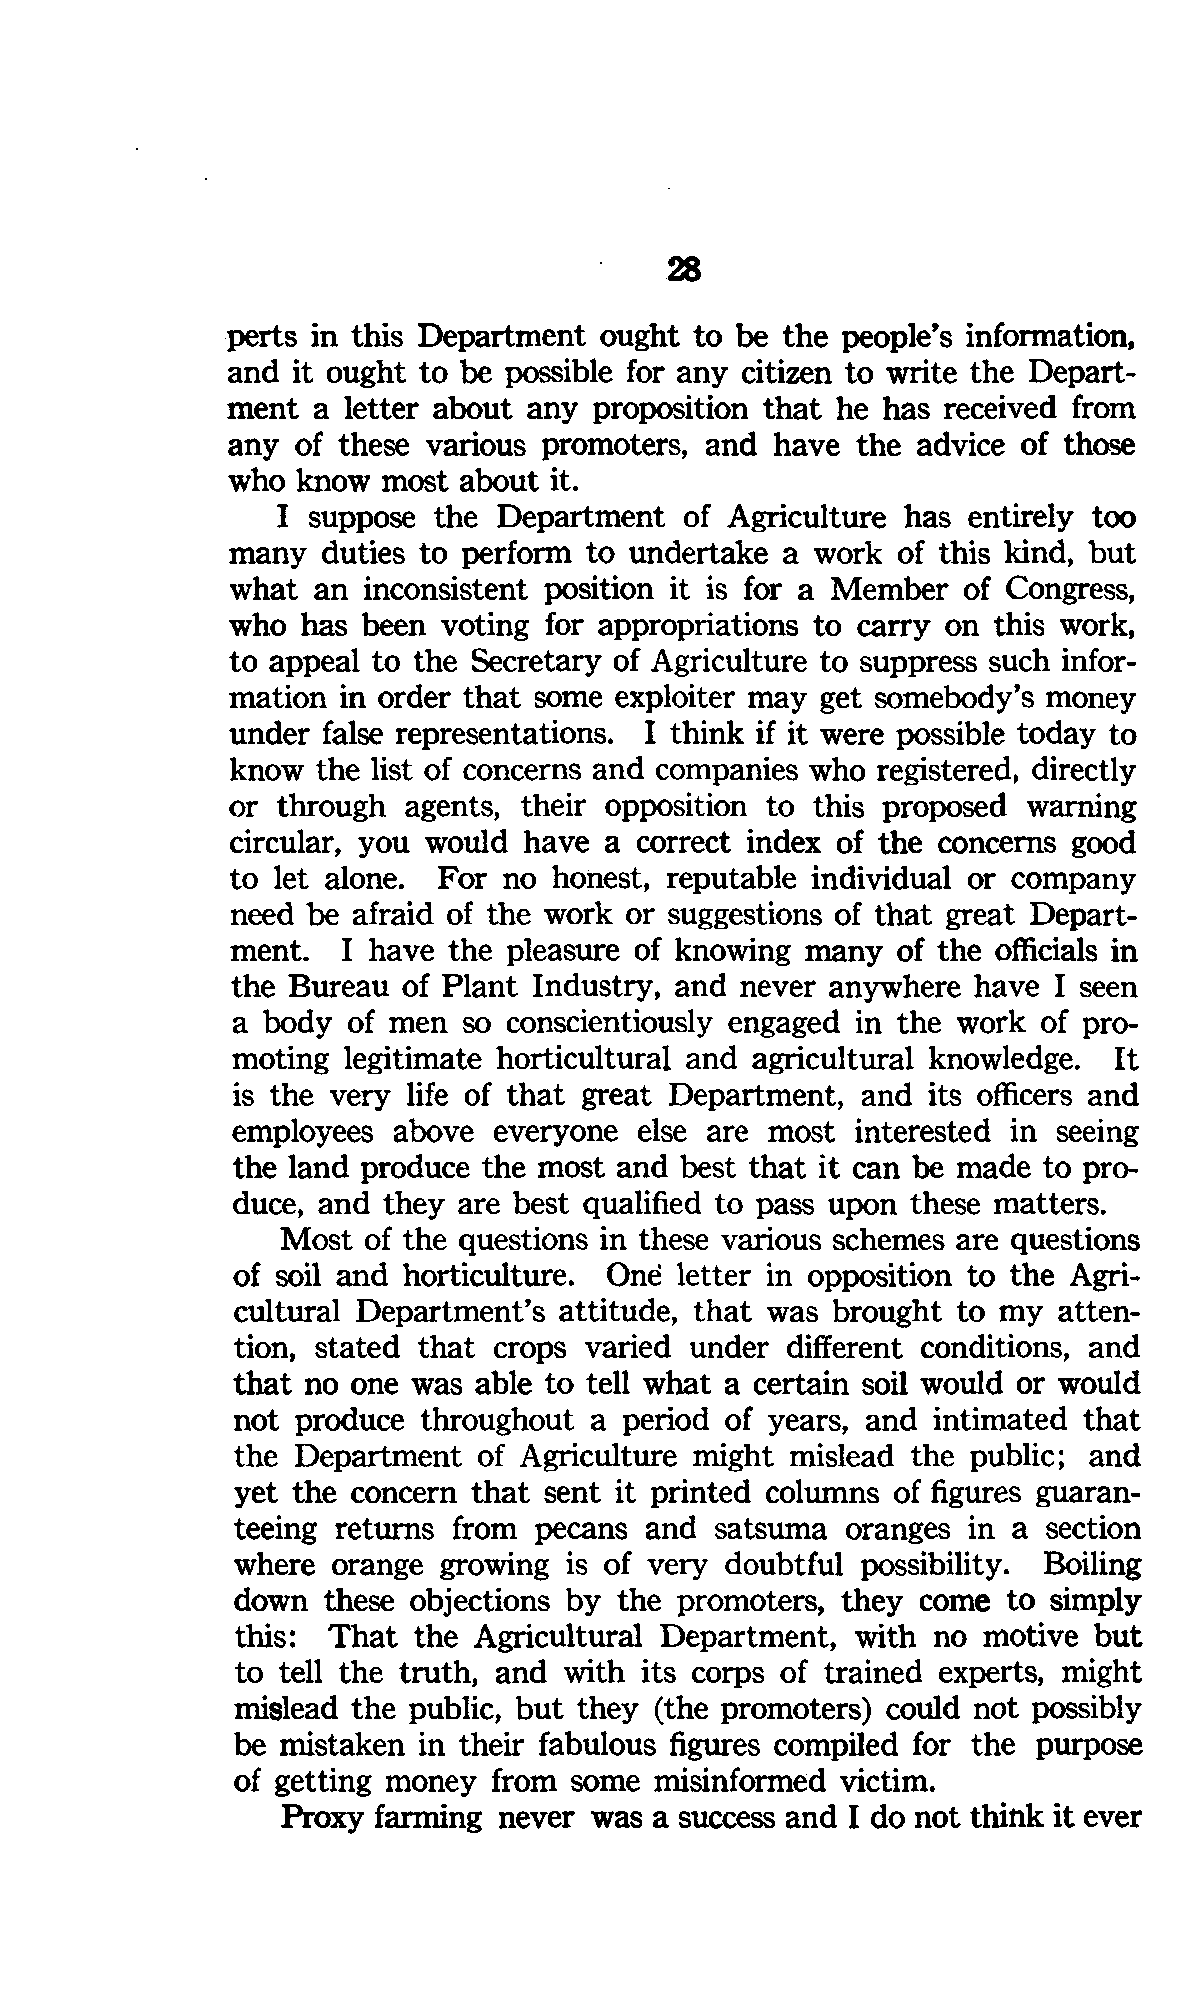 28
perts in this Department ought to be the people's information,
and it ought to be possible for any citizen to write the Depart-
ment a letter about any proposition that he has received from
any of these various promoters, and have the advice of those
who know most about it.
I suppose the Department of Agriculture has entirely too
many duties to perform to undertake a work of this kind, but
what an inconsistent position it is for a Member of Congress,
who has been voting for appropriations to carry on this work,
to appeal to the Secretary of Agriculture to suppress such infor-
mation in order that some exploiter may get somebody's money
under false representations. I think if it were possible today to
know the list of concerns and companies who registered, directly
or through agents, their opposition to this proposed warning
circular, you would have a correct index of the concerns good
to let alone. For no honest, reputable individual or company
need be afraid of the work or suggestions of that great Depart-
ment. I have the pleasure of knowing many of the officials in
the Bureau of Plant Industry, and never anywhere have I seen
a body of men so conscientiously engaged in the work of pro-
moting legitimate horticultural and agricultural knowledge. It
is the very life of that great Department, and its officers and
employees above everyone else are most interested in seeing
the land produce the most and best that it can be made to pro-
duce, and they are best qualified to pass upon these matters.
Most of the questions in these various schemes are questions
of soil and horticulture. One letter in opposition to the Agri-
cultural Department's attitude, that was brought to my atten-
tion, stated that crops varied under different conditions, and
that no one was able to tell what a certain soil would or would
not produce throughout a period of years, and intimated that
the Department of Agriculture might mislead the public; and
yet the concern that sent it printed columns of figures guaran-
teeing returns from pecans and satsuma oranges in a section
where orange growing is of very doubtful possibility. Boiling
down these objections by the promoters, they come to simply
this: That the Agricultural Department, with no motive but
to tell the truth, and with its corps of trained experts, might
mislead the public, but they (the promoters) could not possibly
be mistaken in their fabulous figures compiled for the purpose
of getting money from some misinformed victim.
Proxy farming never was a success and I do not think it ever